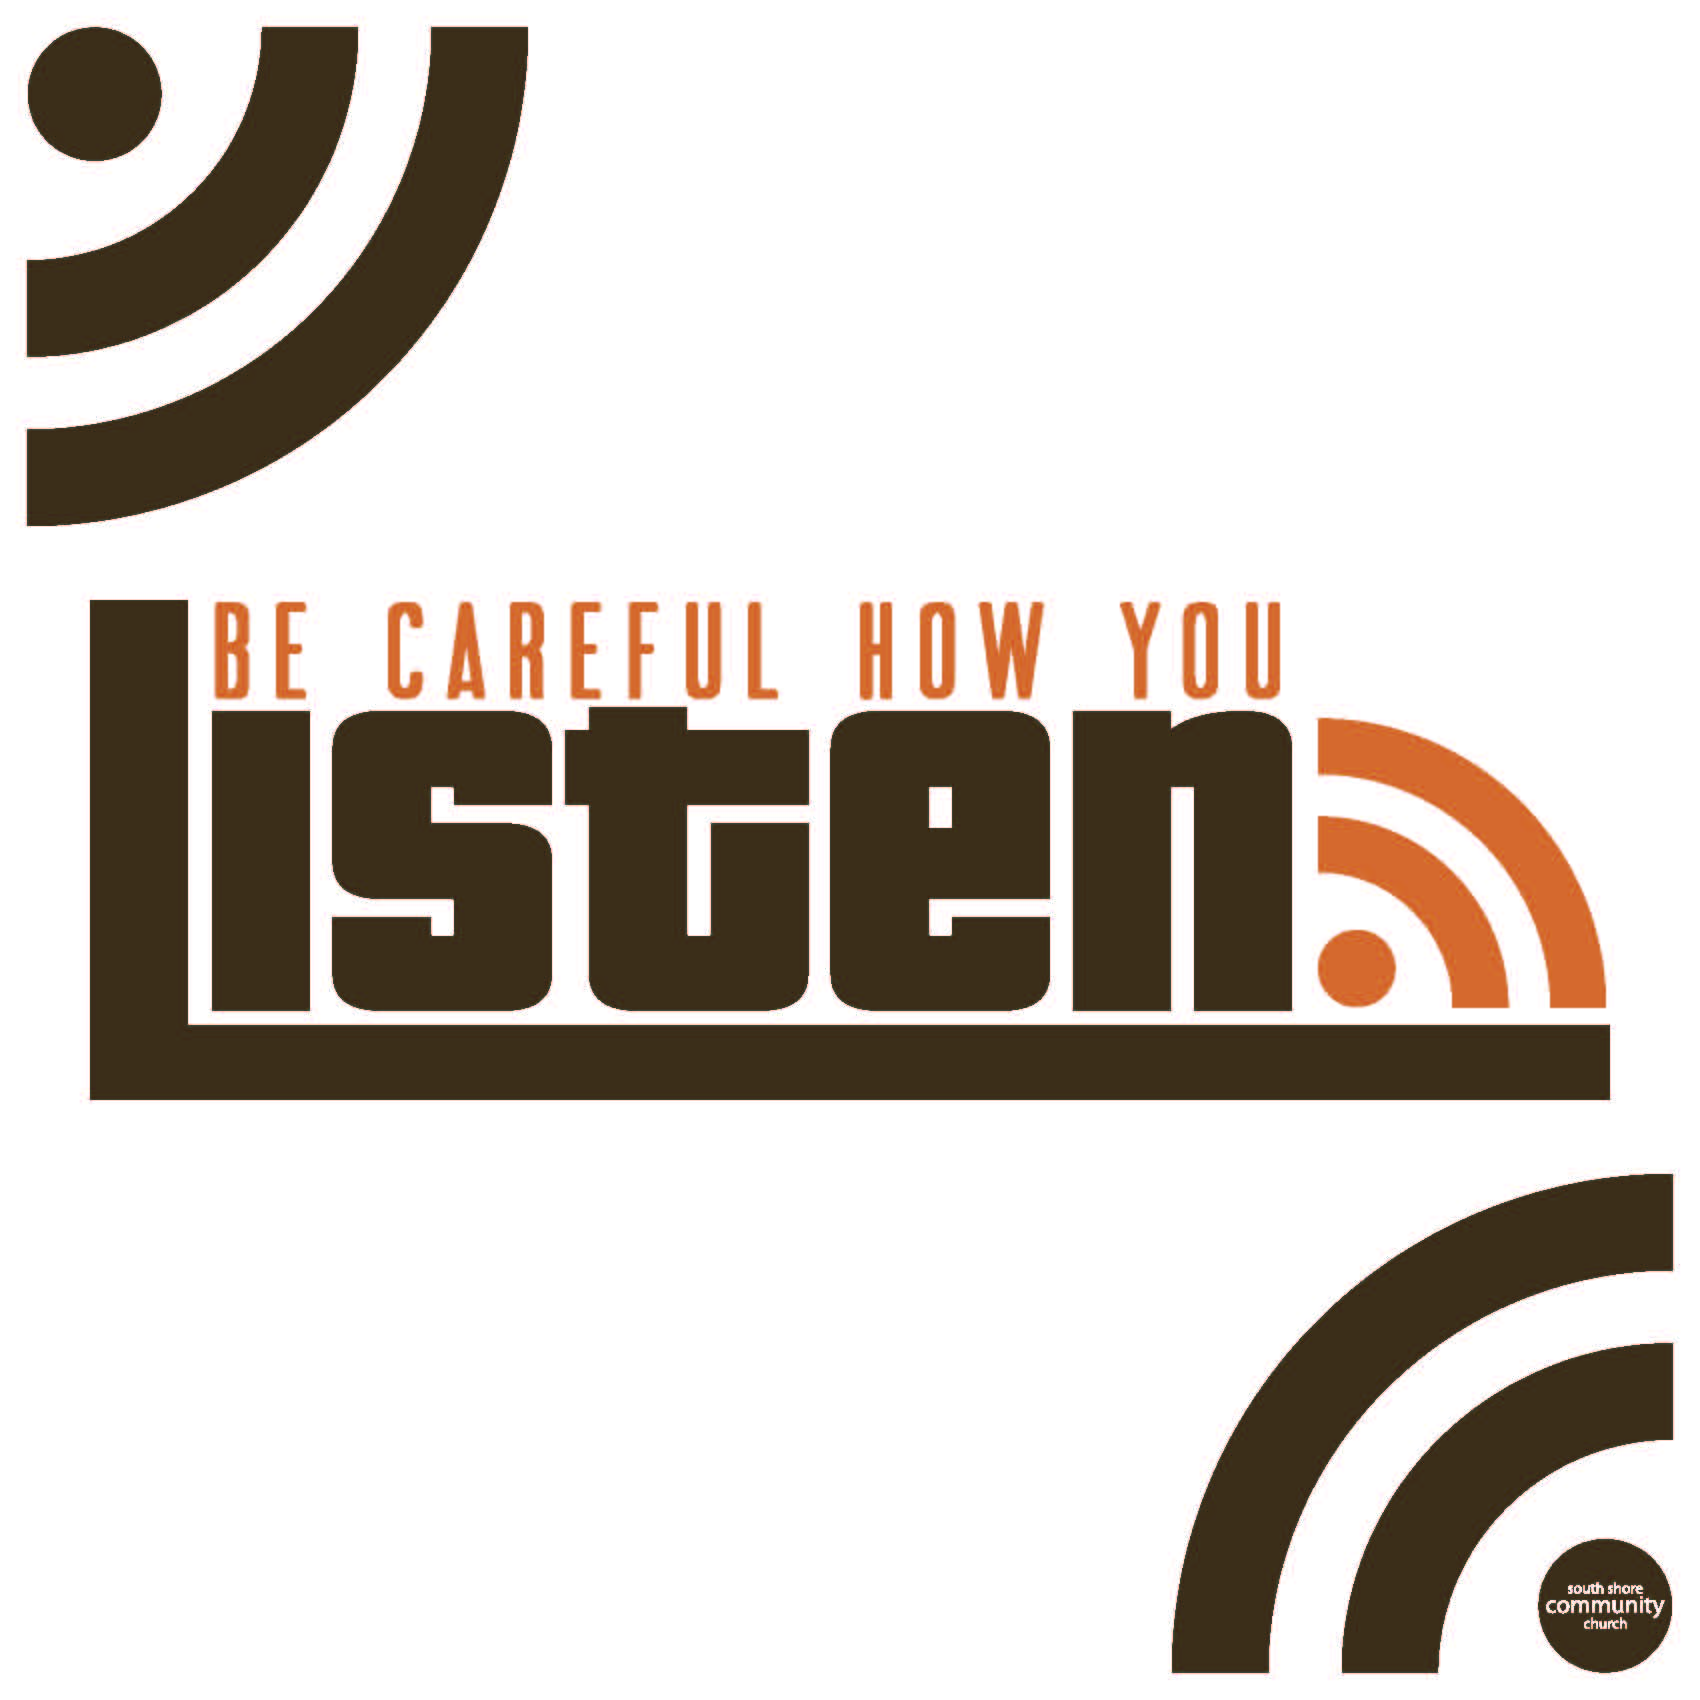 BE CAREFUL HOW YOU
Listen
south shore
community
church